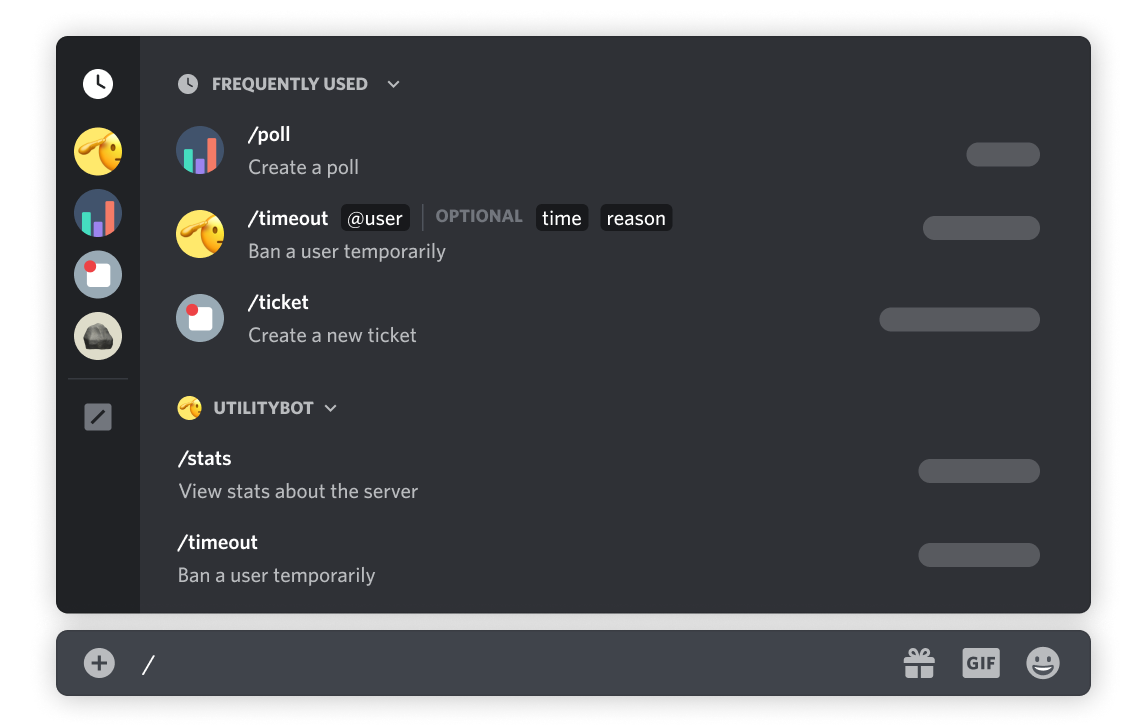 FREQUENTLY USED
/poll
Create a poll
/timeout @user OPTIONAL time reason
Ban a user temporarily
/ticket
Create a new ticket
UTILITYBOT
/stats
View stats about the server
/timeout
Ban a user temporarily
/ GIF